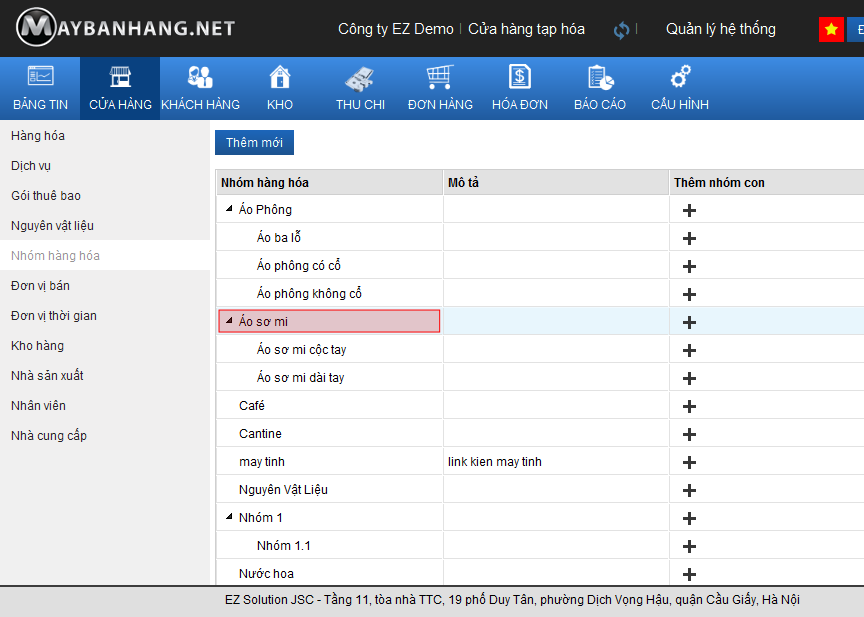 MAYBANHANG.NET
Công ty EZ Demo | Cửa hàng tạp hóa | Quản lý hệ thống
BẢNG TIN CỬA HÀNG KHÁCH HÀNG KHO THU CHI ĐƠN HÀNG HÓA ĐƠN BÁO CÁO CẤU HÌNH
Hàng hóa
Dịch vụ
Gói thuê bao
Nguyên vật liệu
Nhóm hàng hóa
Đơn vị bán
Đơn vị thời gian
Kho hàng
Nhà sản xuất
Nhân viên
Nhà cung cấp
Thêm mới
Nhóm hàng hóa Mô tả Thêm nhóm con
Áo Phông
Áo ba lỗ
Áo phông có cổ
Áo phông không cổ
Áo sơ mi
Áo sơ mi cộc tay
Áo sơ mi dài tay
Café
Cantine
may tinh link kien may tinh
Nguyên Vật Liệu
Nhóm 1
Nhóm 1.1
Nước hoa
EZ Solution JSC - Tầng 11, tòa nhà TTC, 19 phố Duy Tân, phường Dịch Vọng Hậu, quận Cầu Giấy, Hà Nội